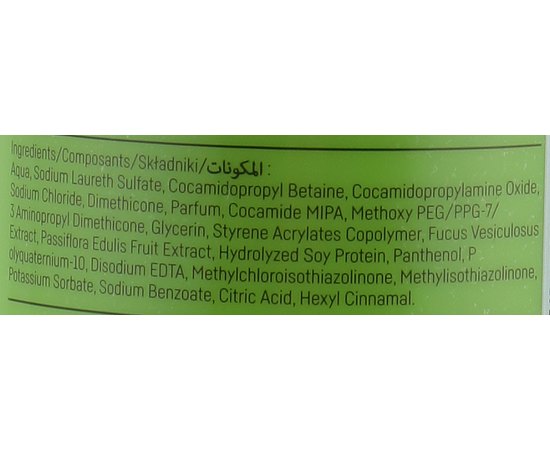 Ingredients/Composants/Składniki/المكونات :
Aqua, Sodium Laureth Sulfate, Cocamidopropyl Betaine, Cocamidopropylamine Oxide,
Sodium Chloride, Dimethicone, Parfum, Cocamide MIPA, Methoxy PEG/PPG-7/
3 Aminopropyl Dimethicone, Glycerin, Styrene Acrylates Copolymer, Fucus Vesiculosus
Extract, Passiflora Edulis Fruit Extract, Hydrolyzed Soy Protein, Panthenol, P
olyquaternium-10, Disodium EDTA, Methylchloroisothiazolinone, Methylisothiazolinone,
Potassium Sorbate, Sodium Benzoate, Citric Acid, Hexyl Cinnamal.